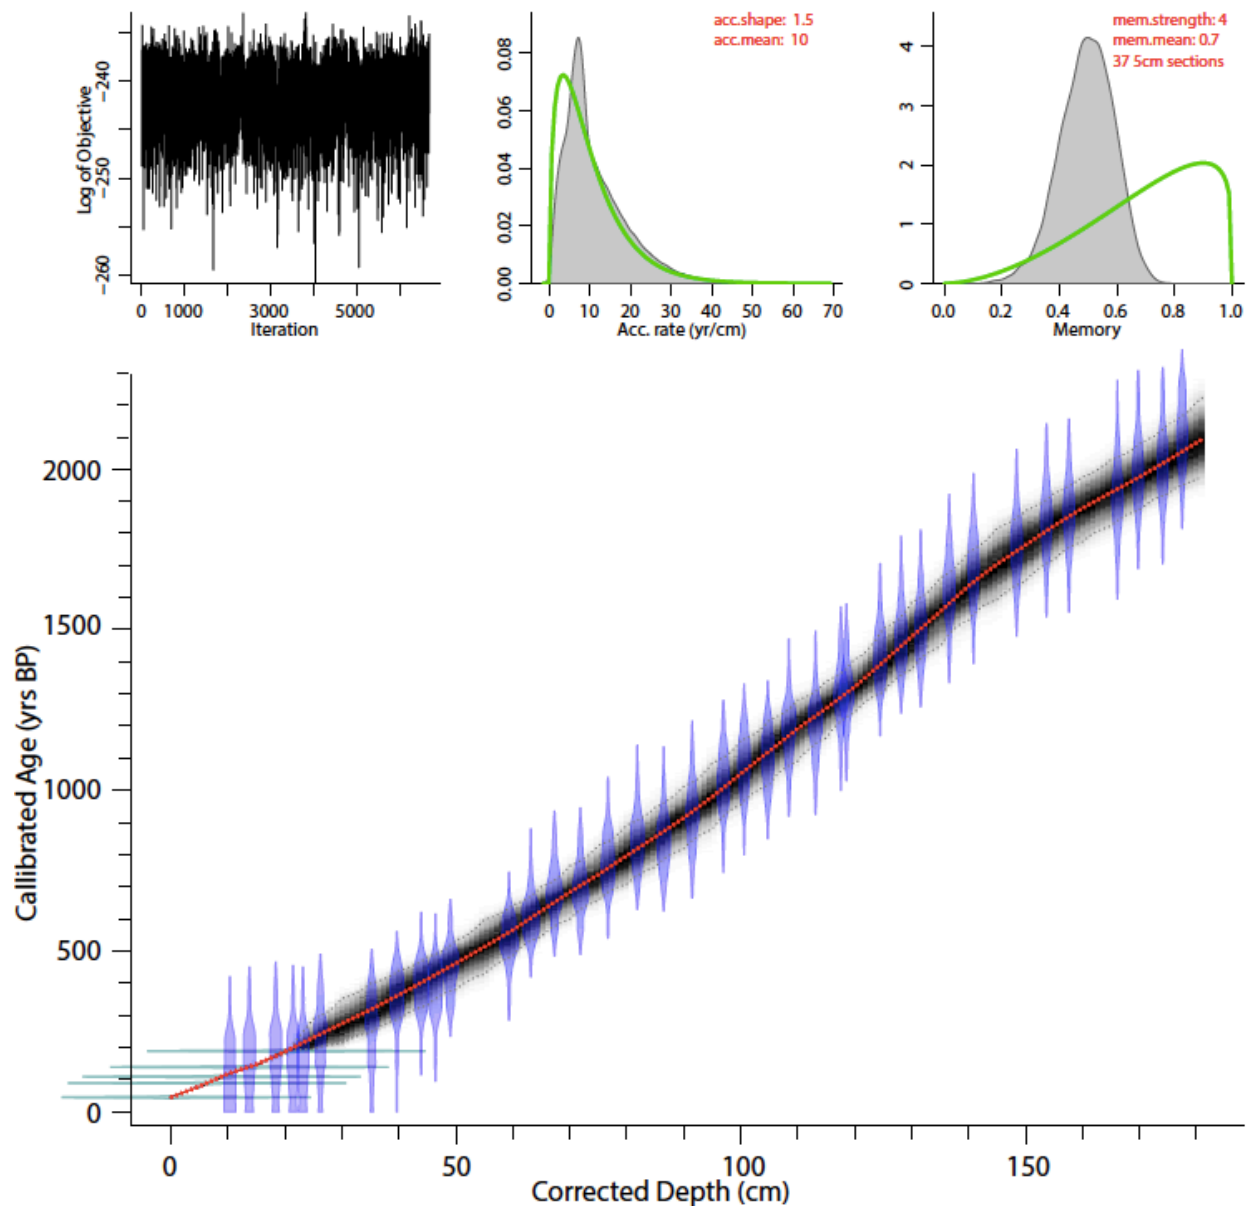 acc.shape: 1.5
acc.mean: 10
mem.strength: 4
mem.mean: 0.7
37 5cm sections
Log of Objective
-240
-250
-260
0 1000 3000 5000
Iteration
0.08
0.06
0.04
0.02
0.00
0 10 20 30 40 50 60 70
Acc. rate (yr/cm)
4
3
2
1
0
0.0 0.2 0.4 0.6 0.8 1.0
Memory
Callibrated Age (yrs BP)
2000
1500
1000
500
0
0 50 100 150
Corrected Depth (cm)